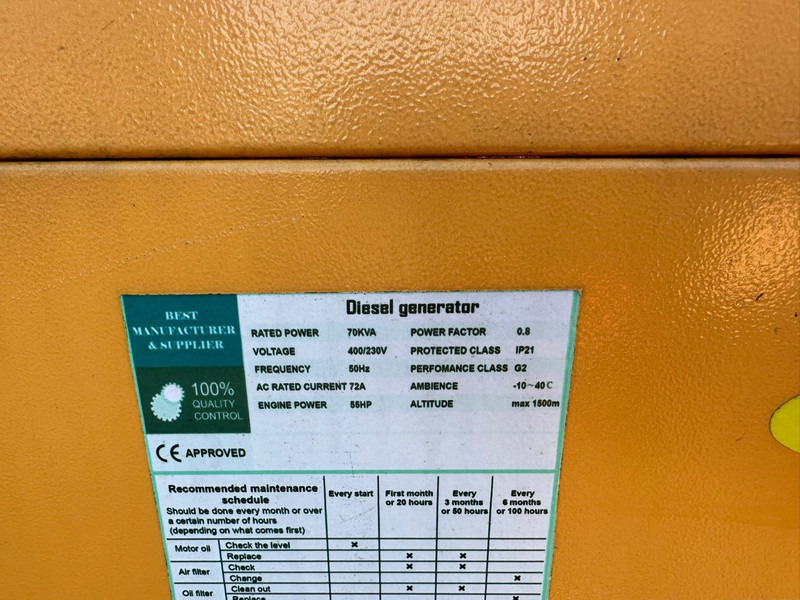 BEST
MANUFACTURER
& SUPPLIER
100%
QUALITY
CONTROL
Diesel generator
RATED POWER 70KVA POWER FACTOR 0.8
VOLTAGE 400/230V PROTECTED CLASS IP21
FREQUENCY 50Hz PERFOMANCE CLASS G2
AC RATED CURRENT 72A AMBIENCE -10~40℃
ENGINE POWER 55HP ALTITUDE max 1500m
CE APPROVED
Recommended maintenance
schedule
Should be done every month or over
a certain number of hours
(depending on what comes first)
Every start
First month
or 20 hours
Every
3 months
or 50 hours
Every
6 months
or 100 hours
Motor oil Check the level ×
Replace × ×
Air filter Check × ×
Change ×
Oil filter Clean out × ×
Replace ×